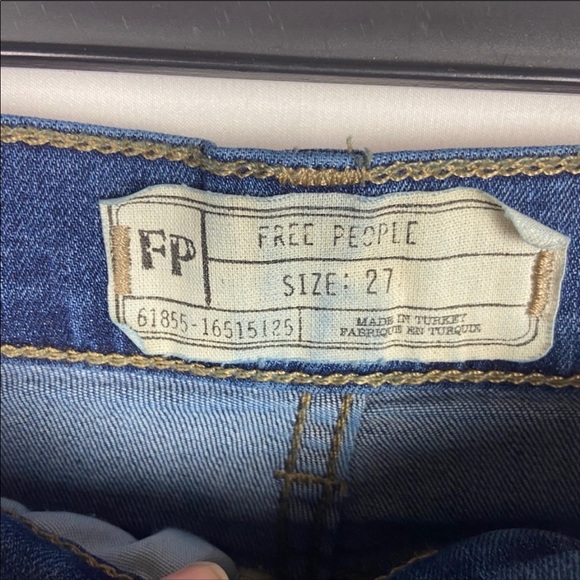 FP
FREE PEOPLE
SIZE: 27
61855-16515125
MADE IN TURKEY
FABRIQUE EN TURQUIE